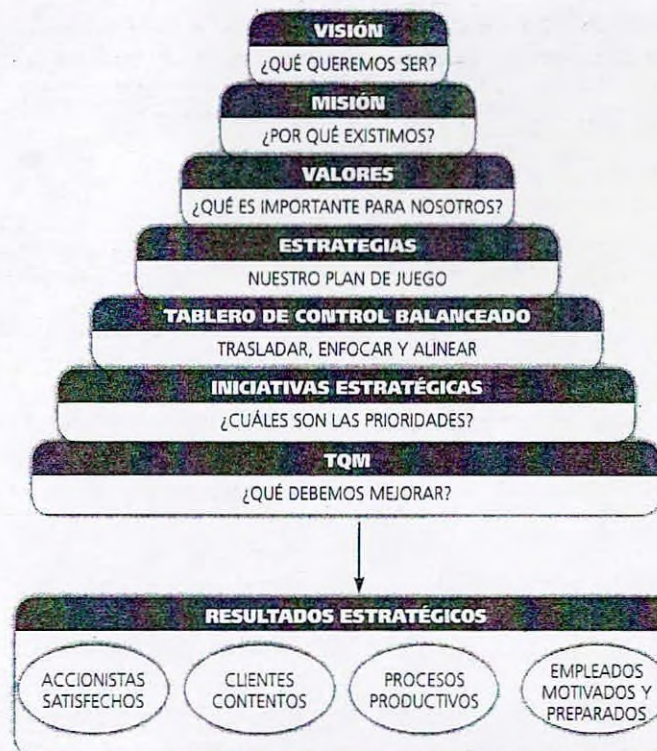 VISIÓN
¿QUÉ QUEREMOS SER?
MISIÓN
¿POR QUÉ EXISTIMOS?
VALORES
¿QUÉ ES IMPORTANTE PARA NOSOTROS?
ESTRATEGIAS
NUESTRO PLAN DE JUEGO
TABLERO DE CONTROL BALANCEADO
TRASLADAR, ENFOCAR Y ALINEAR
INICIATIVAS ESTRATÉGICAS
¿CUÁLES SON LAS PRIORIDADES?
TQM
¿QUÉ DEBEMOS MEJORAR?
RESULTADOS ESTRATÉGICOS
ACCIONISTAS
SATISFECHOS
CLIENTES
CONTENTOS
PROCESOS
PRODUCTIVOS
EMPLEADOS
MOTIVADOS Y
PREPARADOS